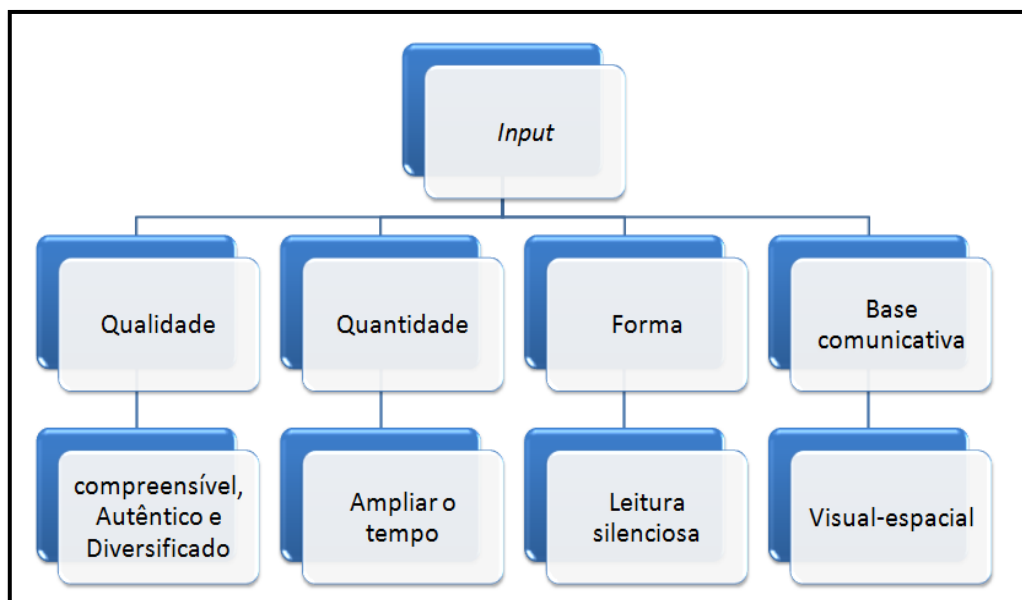 Input
Qualidade
Quantidade
Forma
Base
comunicativa
compreensível,
Autêntico e
Diversificado
Ampliar o
tempo
Leitura
silenciosa
Visual-espacial